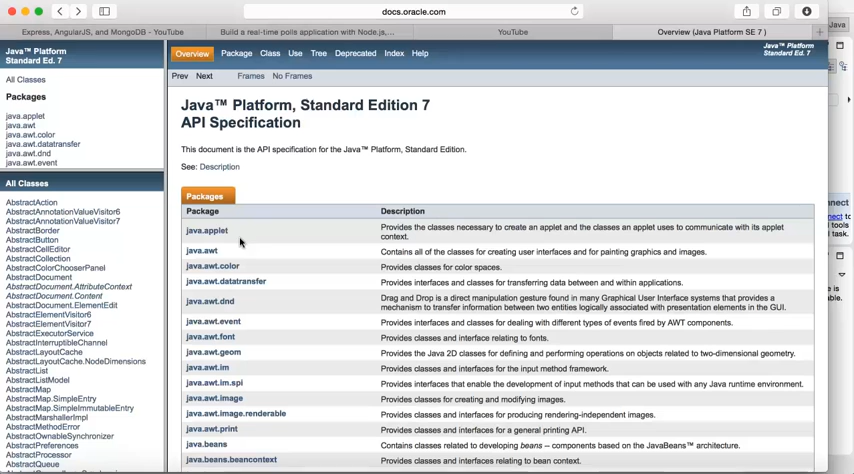 docs.oracle.com
Express, AngularJS, and MongoDB - YouTube
Build a real-time polls application with Node.js,...
YouTube
Overview (Java Platform SE 7 )
Java
Java™ Platform
Standard Ed. 7
All Classes
Packages
java.applet
java.awt
java.awt.color
java.awt.datatransfer
java.awt.dnd
java.awt.event
All Classes
AbstractAction
AbstractAnnotationValueVisitor6
AbstractAnnotationValueVisitor7
AbstractBorder
AbstractButton
AbstractCellEditor
AbstractCollection
AbstractColorChooserPanel
AbstractDocument
AbstractDocument.AttributeContext
AbstractDocument.Content
AbstractDocument.ElementEdit
AbstractElementVisitor6
AbstractElementVisitor7
AbstractExecutorService
AbstractInterruptibleChannel
AbstractLayoutCache
AbstractLayoutCache.NodeDimensions
AbstractList
AbstractListModel
AbstractMap
AbstractMap.SimpleEntry
AbstractMap.SimpleImmutableEntry
AbstractMarshallerImpl
AbstractMethodError
AbstractOwnableSynchronizer
AbstractPreferences
AbstractProcessor
AbstractQueue
Overview Package Class Use Tree Deprecated Index Help
Java™ Platform
Standard Ed. 7
Prev Next Frames No Frames
Java™ Platform, Standard Edition 7
API Specification
This document is the API specification for the Java™ Platform, Standard Edition.
See: Description
Packages
Package Description
java.applet Provides the classes necessary to create an applet and the classes an applet uses to communicate with its applet
context.
java.awt Contains all of the classes for creating user interfaces and for painting graphics and images.
java.awt.color Provides classes for color spaces.
java.awt.datatransfer Provides interfaces and classes for transferring data between and within applications.
java.awt.dnd Drag and Drop is a direct manipulation gesture found in many Graphical User Interface systems that provides a
mechanism to transfer information between two entities logically associated with presentation elements in the GUI.
java.awt.event Provides interfaces and classes for dealing with different types of events fired by AWT components.
java.awt.font Provides classes and interface relating to fonts.
java.awt.geom Provides the Java 2D classes for defining and performing operations on objects related to two-dimensional geometry.
java.awt.im Provides classes and interfaces for the input method framework.
java.awt.im.spi Provides interfaces that enable the development of input methods that can be used with any Java runtime environment.
java.awt.image Provides classes for creating and modifying images.
java.awt.image.renderable Provides classes and interfaces for producing rendering-independent images.
java.awt.print Provides classes and interfaces for a general printing API.
java.beans Contains classes related to developing beans -- components based on the JavaBeans™ architecture.
java.beans.beancontext Provides classes and interfaces relating to bean context.
nnect
nect to
l tools
l task.
e is
able.